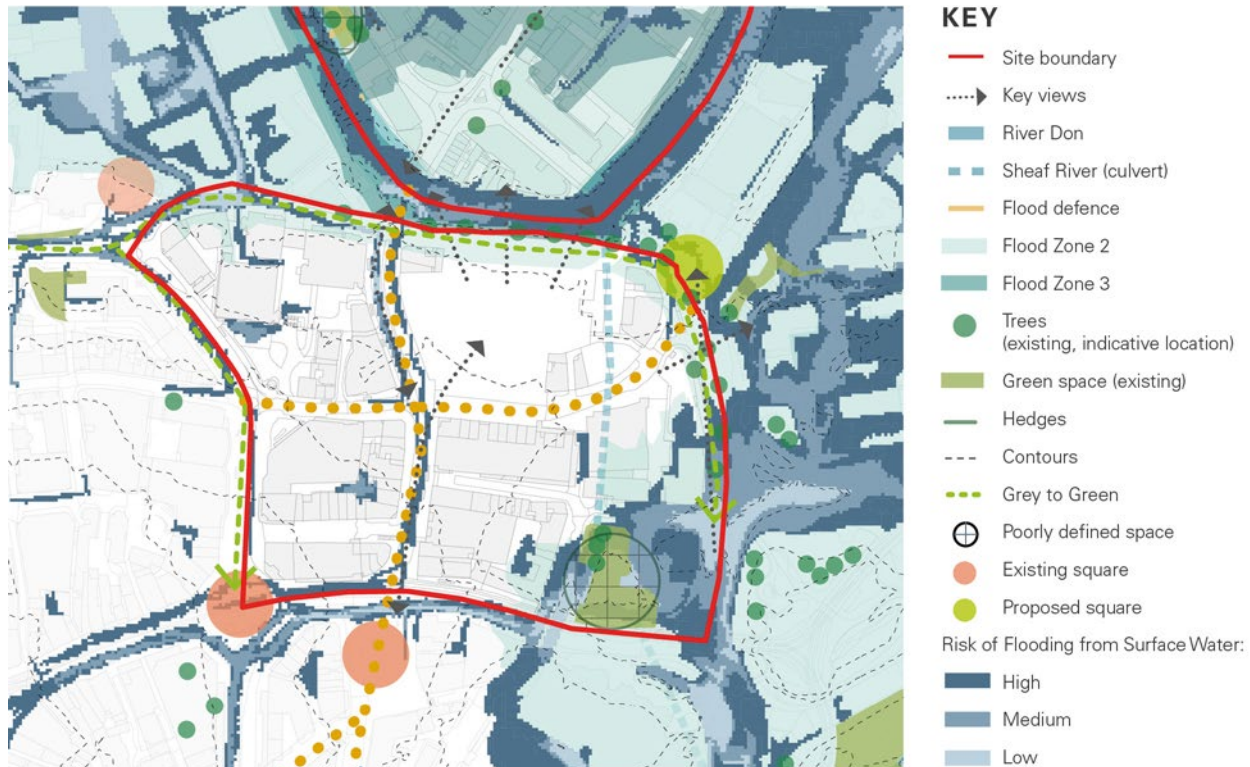 KEY
Site boundary
Key views
River Don
Sheaf River (culvert)
Flood defence
Flood Zone 2
Flood Zone 3
Trees
(existing, indicative location)
Green space (existing)
Hedges
Contours
Grey to Green
Poorly defined space
Existing square
Proposed square
Risk of Flooding from Surface Water:
High
Medium
Low